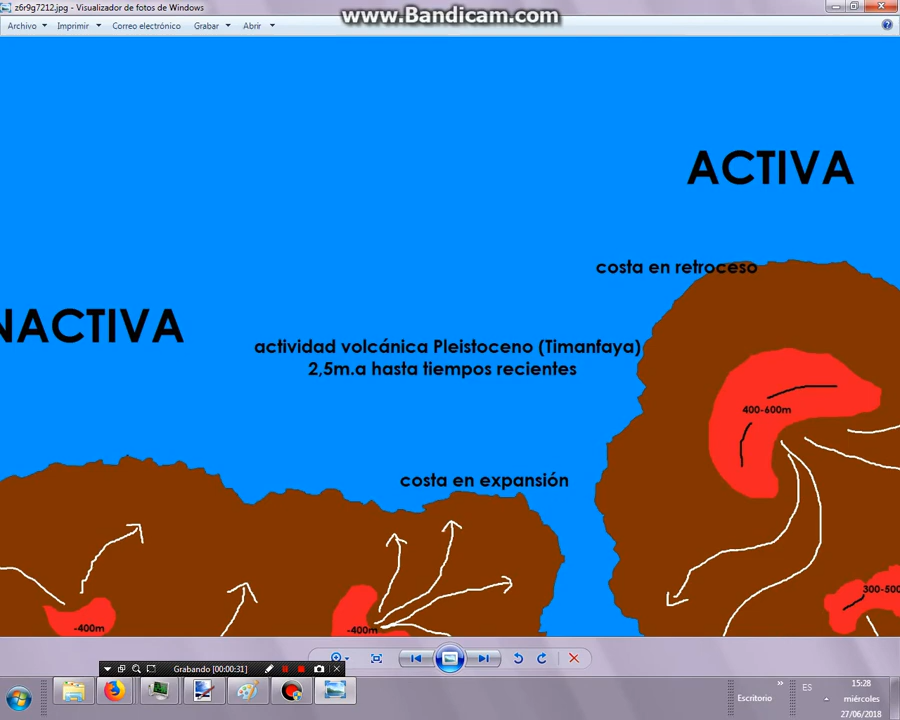 z6r9g7212.jpg - Visualizador de fotos de Windows
www.Bandicam.com
Archivo Imprimir Correo electrónico Grabar Abrir
ACTIVA
costa en retroceso
NACTIVA
actividad volcánica Pleistoceno (Timanfaya)
2,5m.a hasta tiempos recientes
400-600m
costa en expansión
300-500
-400m
-400m
Grabando [00:00:31]
Escritorio
ES
15:28
miércoles
27/06/2018